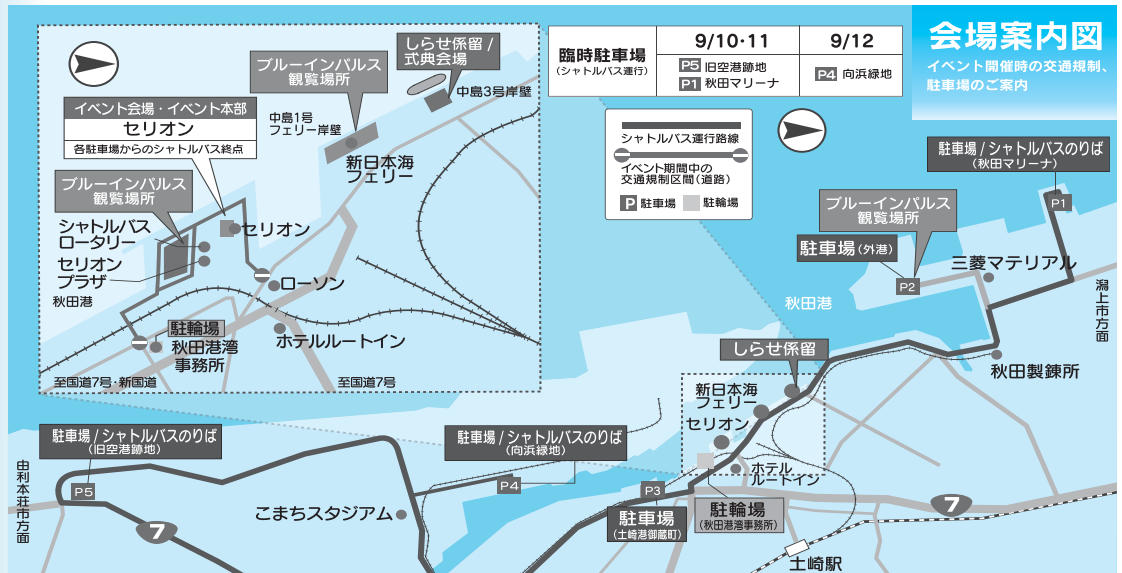 会場案内図
イベント開催時の交通規制、
駐車場のご案内
臨時駐車場
(シャトルバス運行)
9/10・11
9/12
P5 旧空港跡地
P1 秋田マリーナ
P4 向浜緑地
シャトルバス運行路線
イベント期間中の
交通規制区間(道路)
P 駐車場
駐輪場
しらせ係留/
式典会場
ブルーインパルス
観覧場所
中島3号岸壁
イベント会場・イベント本部
セリオン
各駐車場からのシャトルバス終点
中島1号
フェリー岸壁
新日本海
フェリー
ブルーインパルス
観覧場所
シャトルバス
ロータリー
セリオン
セリオン
プラザ
秋田港
ローソン
駐輪場
秋田港湾
事務所
ホテルルートイン
至国道7号・新国道
至国道7号
駐車場/シャトルバスのりば
(秋田マリーナ)
P1
ブルーインパルス
観覧場所
駐車場(外港)
P2
三菱マテリアル
潟上市方面
秋田港
秋田製錬所
しらせ係留
新日本海
フェリー
セリオン
ホテル
ルートイン
駐車場/シャトルバスのりば
(旧空港跡地)
P5
由利本荘市方面
7
こまちスタジアム
駐車場/シャトルバスのりば
(向浜緑地)
P4
P3
駐車場
(土崎港御蔵町)
駐輪場
(秋田港湾事務所)
7
土崎駅